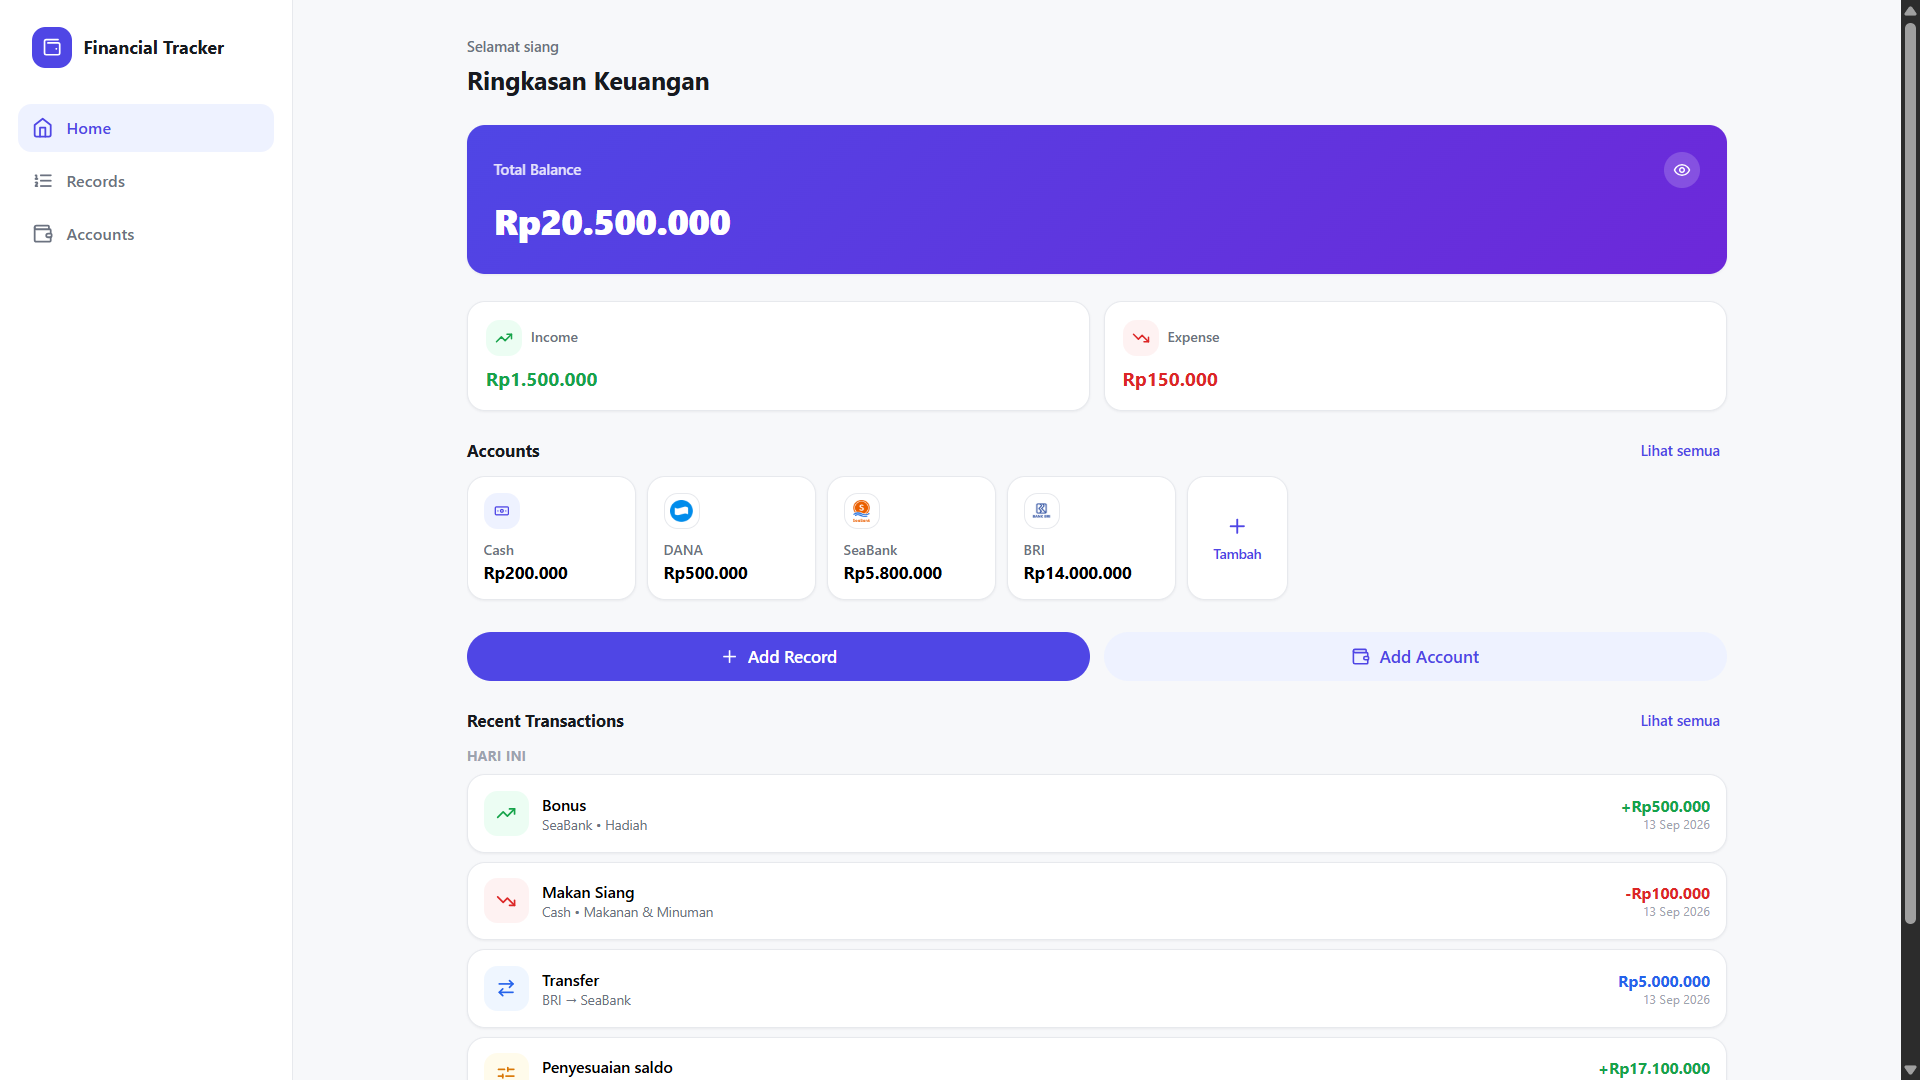 Financial Tracker
Home
Records
Accounts
Selamat siang
Ringkasan Keuangan
Total Balance
Rp20.500.000
Income
Rp1.500.000
Expense
Rp150.000
Accounts
Lihat semua
Cash
Rp200.000
DANA
Rp500.000
SeaBank
SeaBank
Rp5.800.000
BANK BRI
BRI
Rp14.000.000
Tambah
Add Record
Add Account
Recent Transactions
Lihat semua
HARI INI
Bonus
+Rp500.000
SeaBank • Hadiah
13 Sep 2026
Makan Siang
-Rp100.000
Cash • Makanan & Minuman
13 Sep 2026
Transfer
Rp5.000.000
BRI → SeaBank
13 Sep 2026
Penyesuaian saldo
+Rp17.100.000